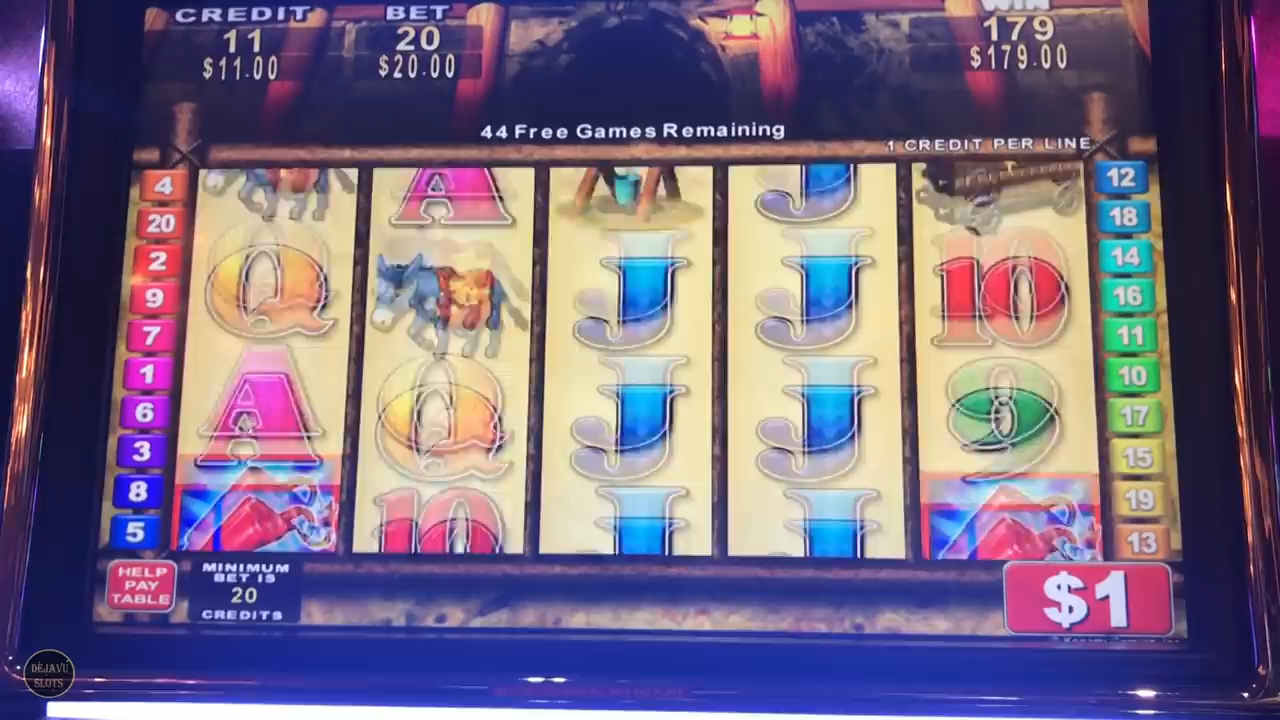 CREDIT
BET
WIN
11
20
179
$11.00
$20.00
$179.00
44 Free Games Remaining
1 CREDIT PER LINE
4
12
20
18
2
14
9
16
7
11
1
10
6
17
3
15
8
19
5
13
A
J
Q
J
J
10
A
Q
J
J
9
10
J
J
HELP
PAY
TABLE
MINIMUM
BET IS
20
CREDITS
$1
DEJAVU
SLOTS